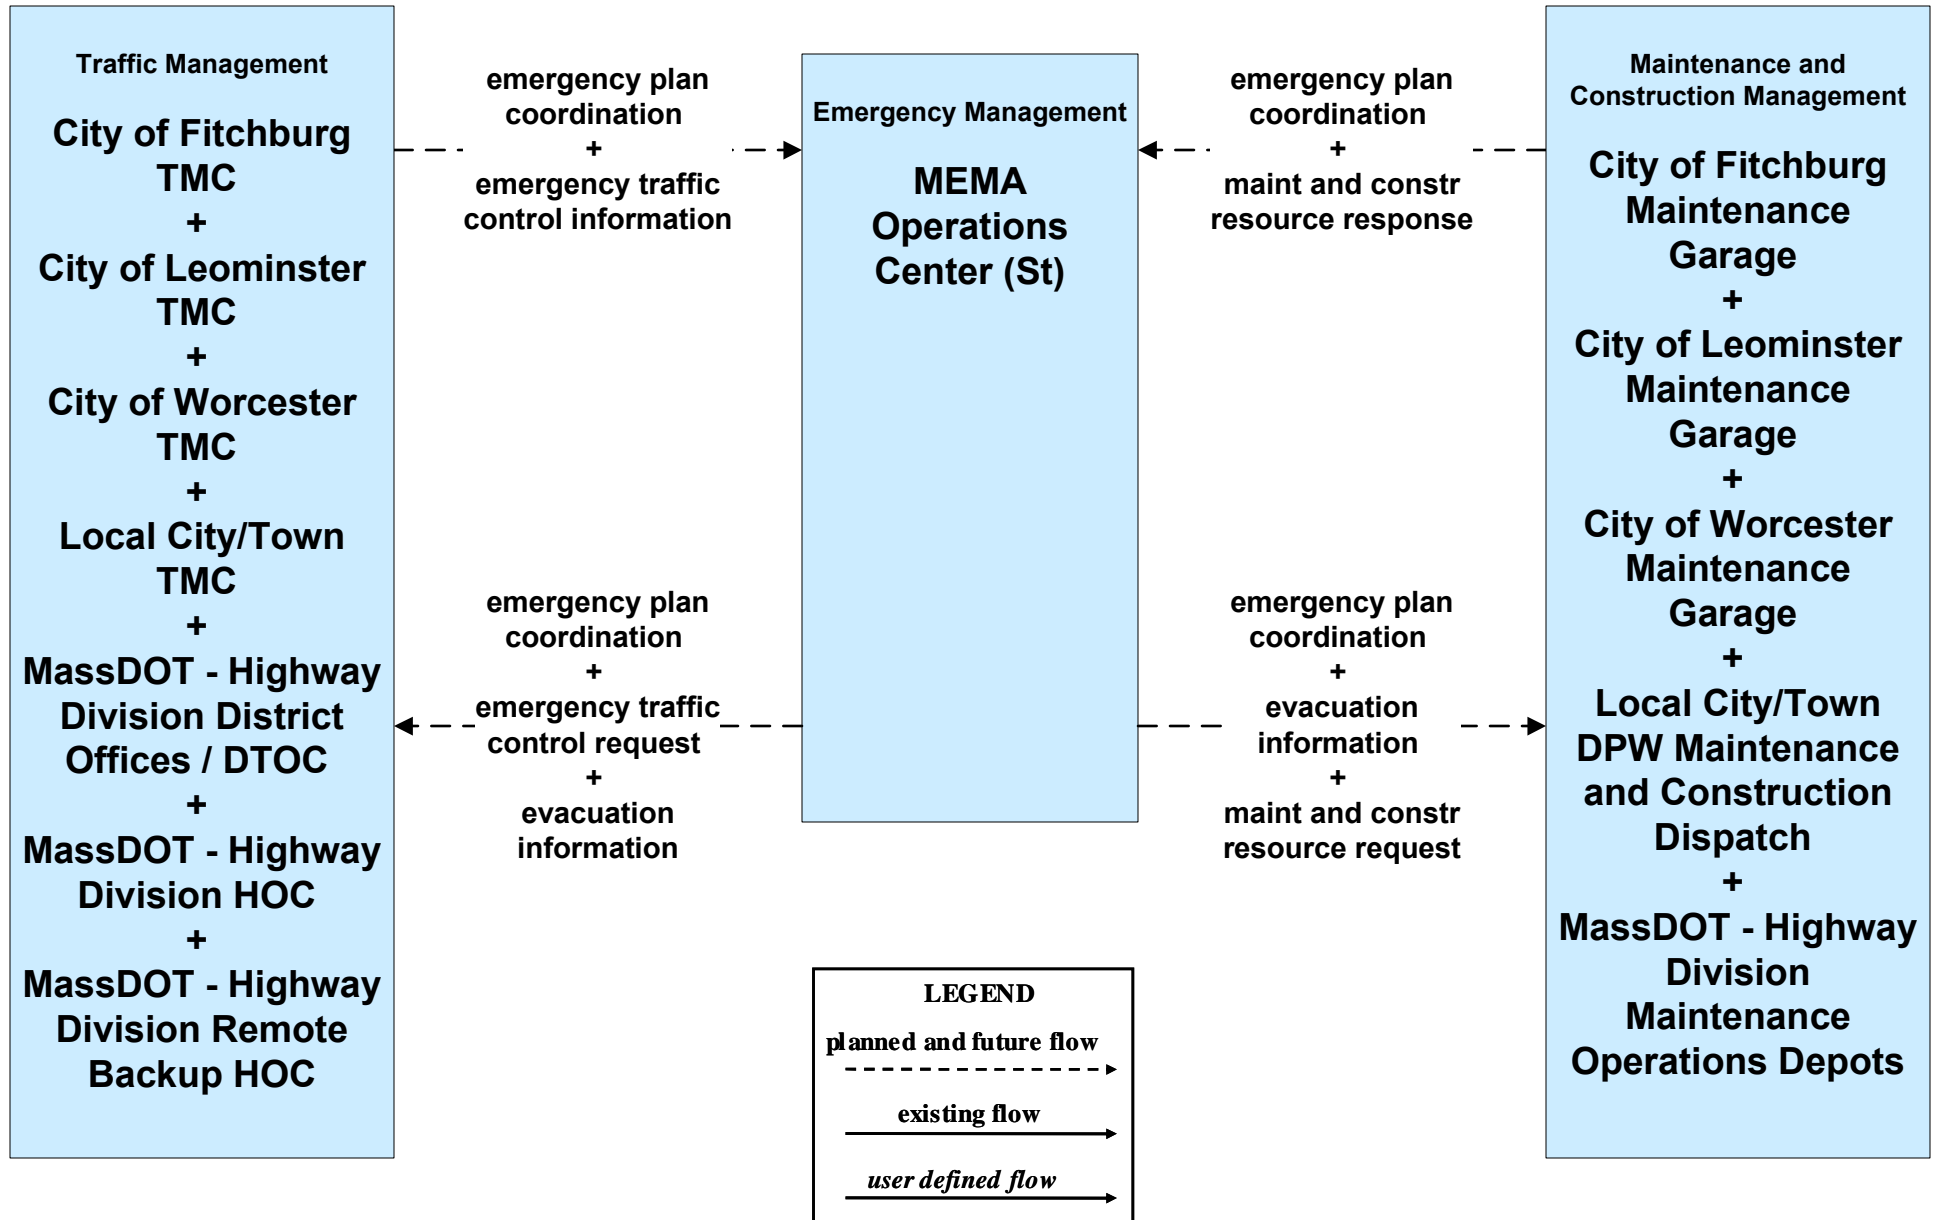 Traffic Management
City of Fitchburg
TMC
+
City of Leominster
TMC
+
City of Worcester
TMC
+
Local City/Town
TMC
+
MassDOT - Highway
Division District
Offices / DTOC
+
MassDOT - Highway
Division HOC
+
MassDOT - Highway
Division Remote
Backup HOC
emergency plan
coordination
+
emergency traffic
control information
emergency plan
coordination
+
emergency traffic
control request
+
evacuation
information
Emergency Management
MEMA
Operations
Center (St)
emergency plan
coordination
+
maint and constr
resource response
emergency plan
coordination
+
evacuation
information
+
maint and constr
resource request
Maintenance and
Construction Management
City of Fitchburg
Maintenance
Garage
+
City of Leominster
Maintenance
Garage
+
City of Worcester
Maintenance
Garage
+
Local City/Town
DPW Maintenance
and Construction
Dispatch
+
MassDOT - Highway
Division
Maintenance
Operations Depots
LEGEND
planned and future flow
existing flow
user defined flow